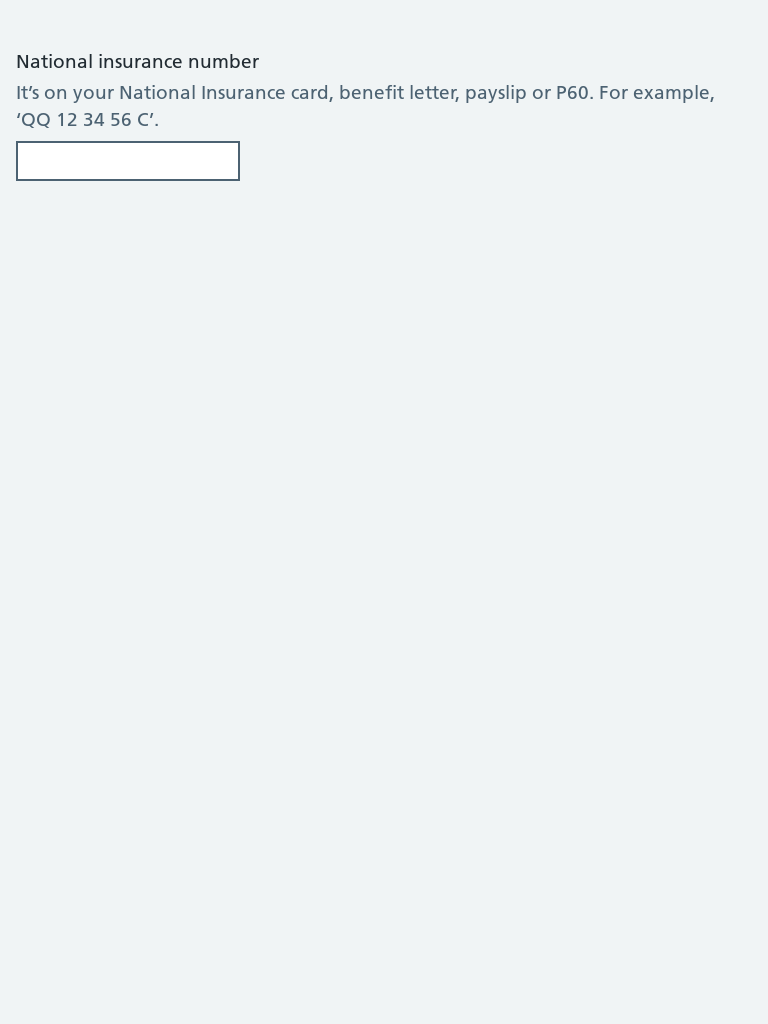 National insurance number
It’s on your National Insurance card, benefit letter, payslip or P60. For example,
‘QQ 12 34 56 C’.